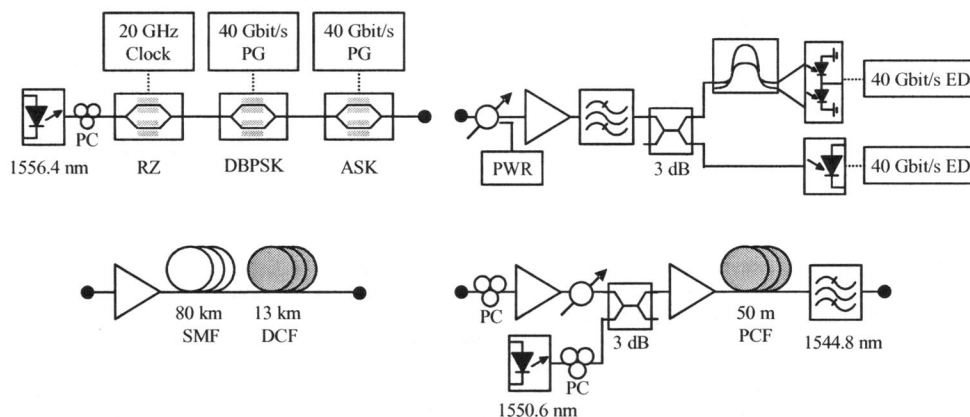 20 GHz
Clock
40 Gbit/s
PG
40 Gbit/s
PG
PC
1556.4 nm
RZ
DBPSK
ASK
PWR
3 dB
40 Gbit/s ED
40 Gbit/s ED
80 km
SMF
13 km
DCF
PC
3 dB
PC
1550.6 nm
50 m
PCF
1544.8 nm